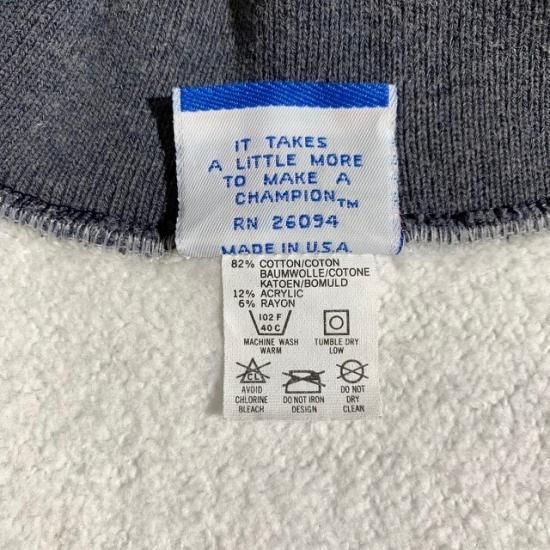 IT TAKES
A LITTLE MORE
TO MAKE A
CHAMPION™
RN 26094
MADE IN U.S.A.
82% COTTON/COTON
BAUMWOLLE/COTONE
KATOEN/BOMULD
12% ACRYLIC
6% RAYON
102 F
40 C
MACHINE WASH
WARM
TUMBLE DRY
LOW
CL
AVOID
CHLORINE
BLEACH
DO NOT IRON
DESIGN
DO NOT
DRY
CLEAN